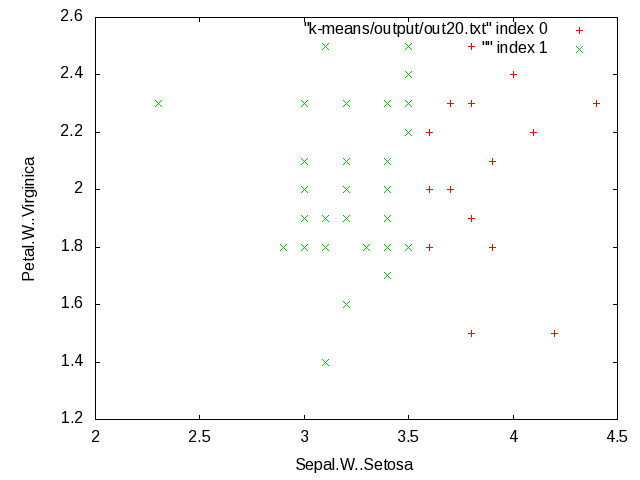 2.6
"k-means/output/out20.txt" index 0
"" index 1
2.4
2.2
2
1.8
1.6
1.4
1.2
Petal.W..Virginica
2 2.5 3 3.5 4 4.5
Sepal.W..Setosa